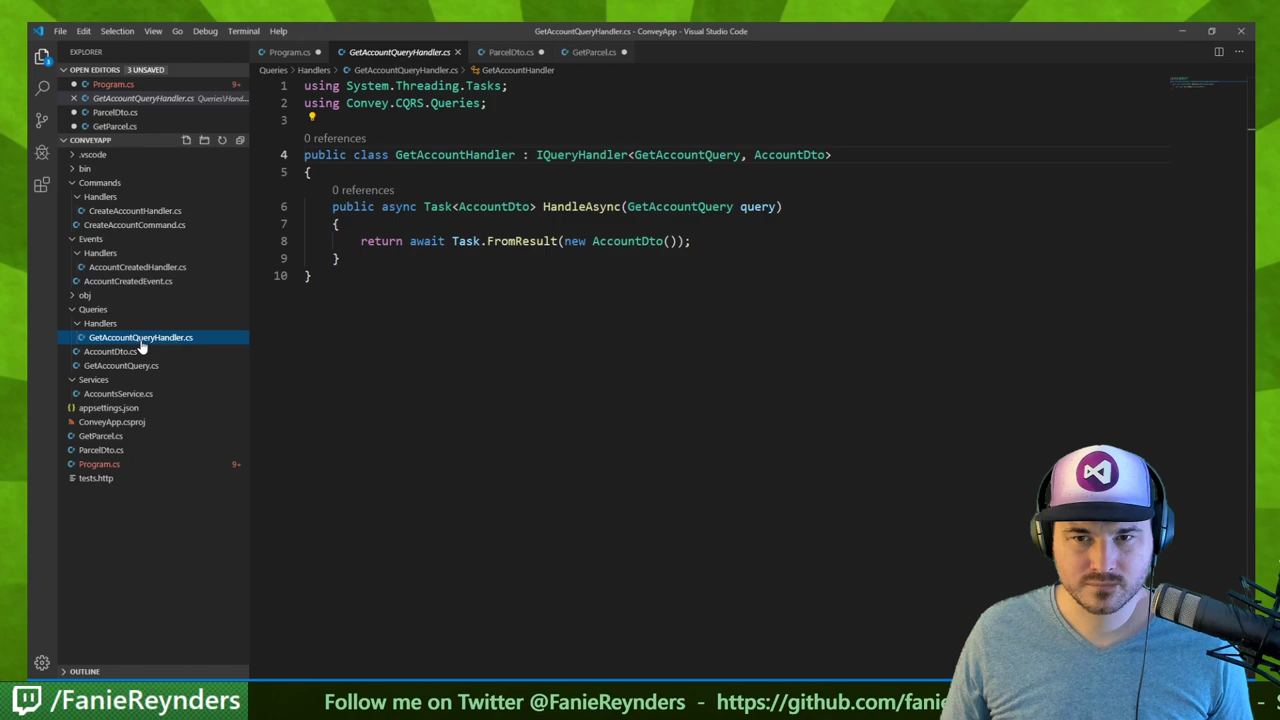 File Edit Selection View Go Debug Terminal Help
GetAccountQueryHandler.cs - ConveyApp - Visual Studio Code
EXPLORER
Program.cs
GetAccountQueryHandler.cs
ParcelDto.cs
GetParcel.cs
OPEN EDITORS 3 UNSAVED
Program.cs 9+
GetAccountQueryHandler.cs Queries\Hand...
ParcelDto.cs
GetParcel.cs
CONVEYAPP
.vscode
bin
Commands
Handlers
CreateAccountHandler.cs
CreateAccountCommand.cs
Events
Handlers
AccountCreatedHandler.cs
AccountCreatedEvent.cs
obj
Queries
Handlers
GetAccountQueryHandler.cs
AccountDto.cs
GetAccountQuery.cs
Services
AccountsService.cs
appsettings.json
ConveyApp.csproj
GetParcel.cs
ParcelDto.cs
Program.cs 9+
tests.http
OUTLINE
Queries > Handlers > GetAccountQueryHandler.cs > GetAccountHandler
1 using System.Threading.Tasks;
2 using Convey.CQRS.Queries;
3
0 references
4 public class GetAccountHandler : IQueryHandler<GetAccountQuery, AccountDto>
5 {
0 references
6 public async Task<AccountDto> HandleAsync(GetAccountQuery query)
7 {
8 return await Task.FromResult(new AccountDto());
9 }
10 }
/FanieReynders
Follow me on Twitter @FanieReynders - https://github.com/fanie